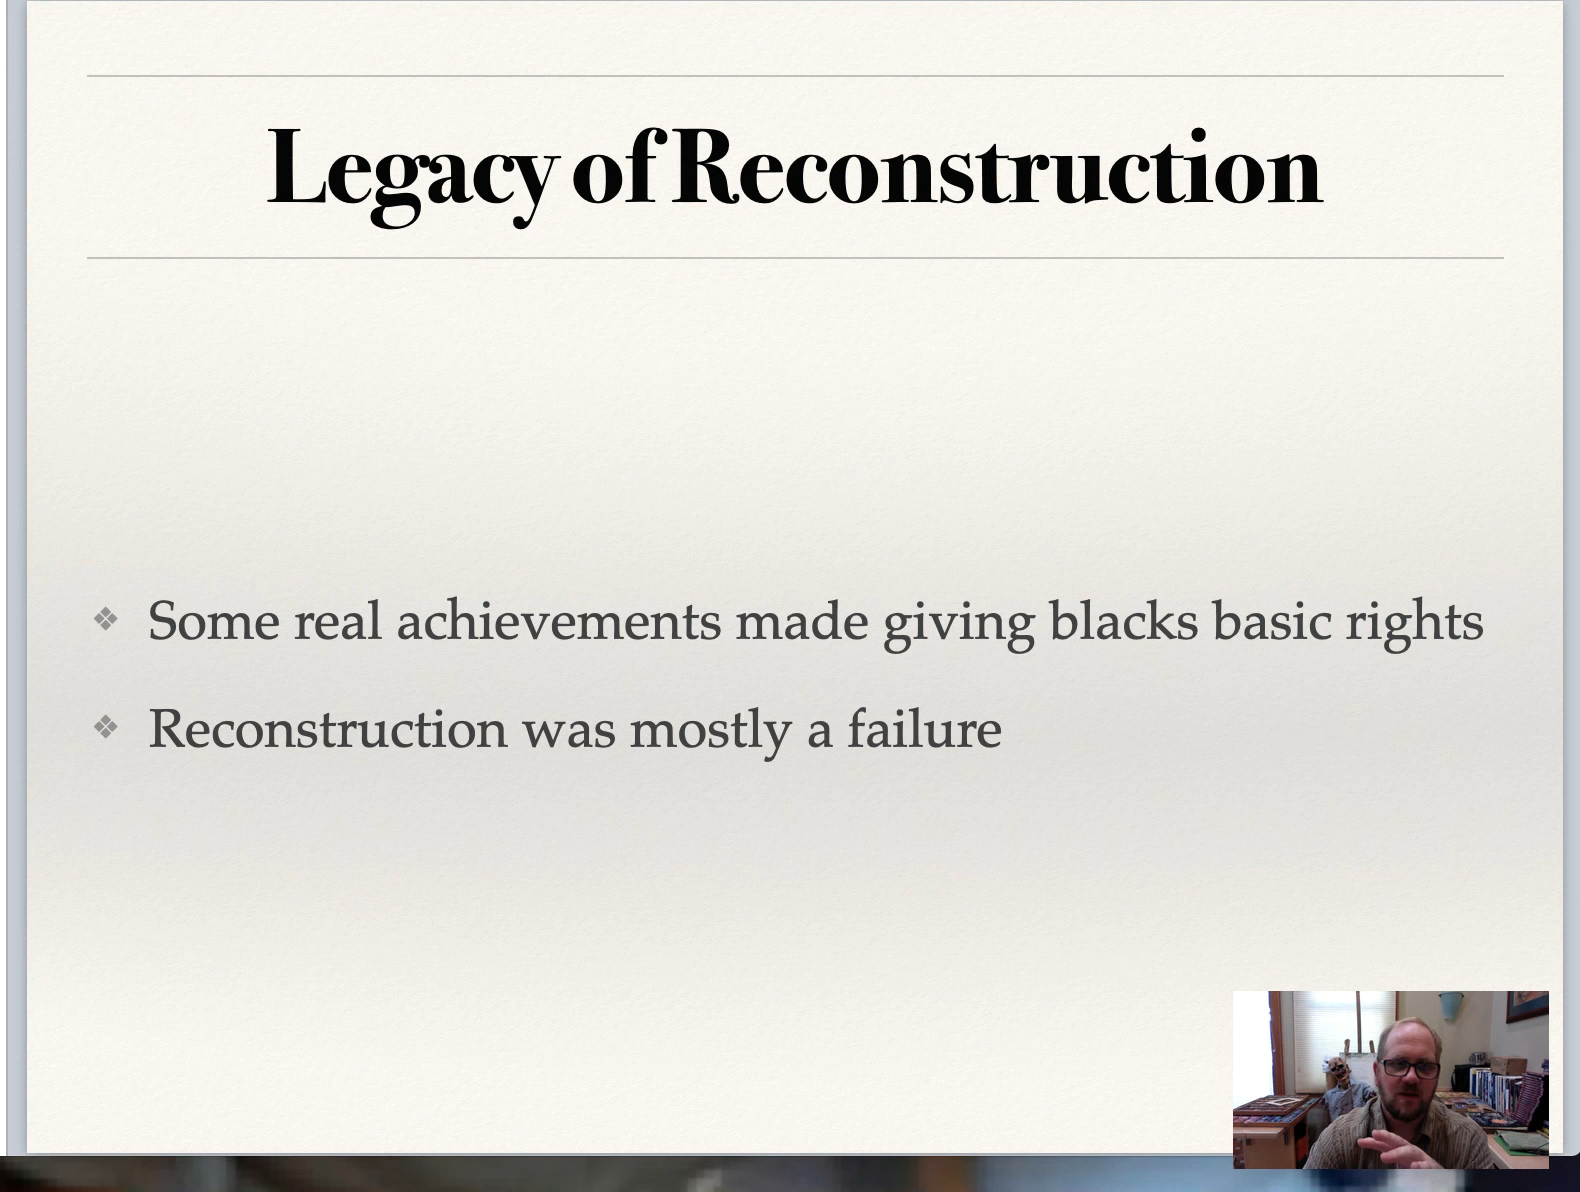 Legacy of Reconstruction
❖ Some real achievements made giving blacks basic rights
❖ Reconstruction was mostly a failure